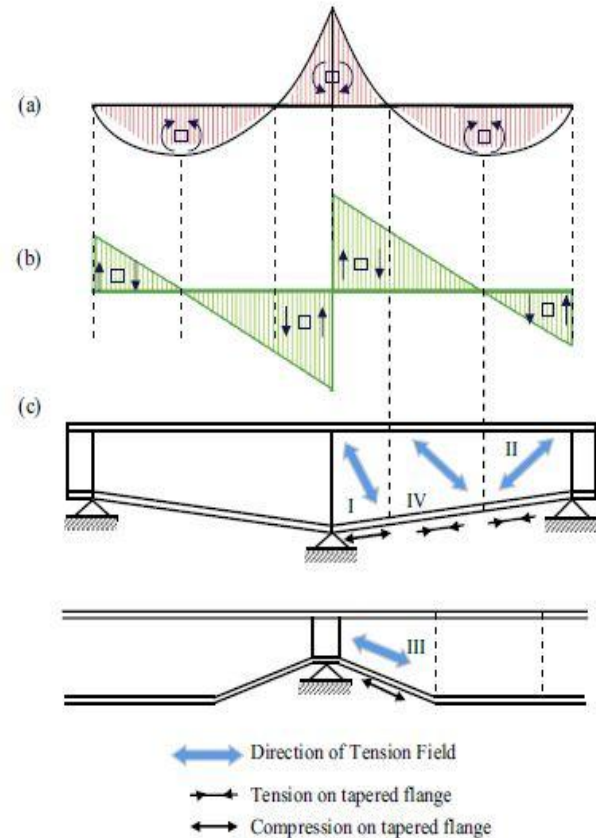 (a)
(b)
(c)
II
I
IV
III
Direction of Tension Field
Tension on tapered flange
Compression on tapered flange